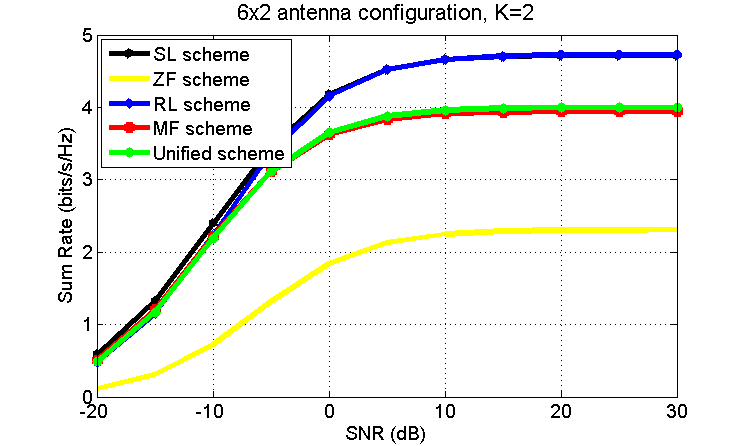 6x2 antenna configuration, K=2
5
4
3
2
1
0
Sum Rate (bits/s/Hz)
SL scheme
ZF scheme
RL scheme
MF scheme
Unified scheme
-20 -10 0 10 20 30
SNR (dB)